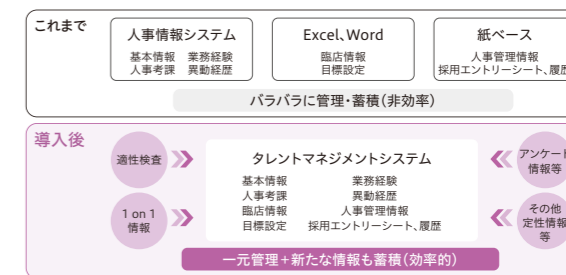 これまで
人事情報システム
基本情報 業務経験
人事考課 異動経歴
Excel、Word
臨店情報
目標設定
紙ベース
人事管理情報
採用エントリーシート、履歴
バラバラに管理・蓄積（非効率）
導入後
適性検査
1 on 1
情報
タレントマネジメントシステム
基本情報 業務経験
人事考課 異動経歴
臨店情報 人事管理情報
目標設定 採用エントリーシート、履歴
アンケート
情報等
その他
定性情報
等
一元管理＋新たな情報も蓄積（効率的）